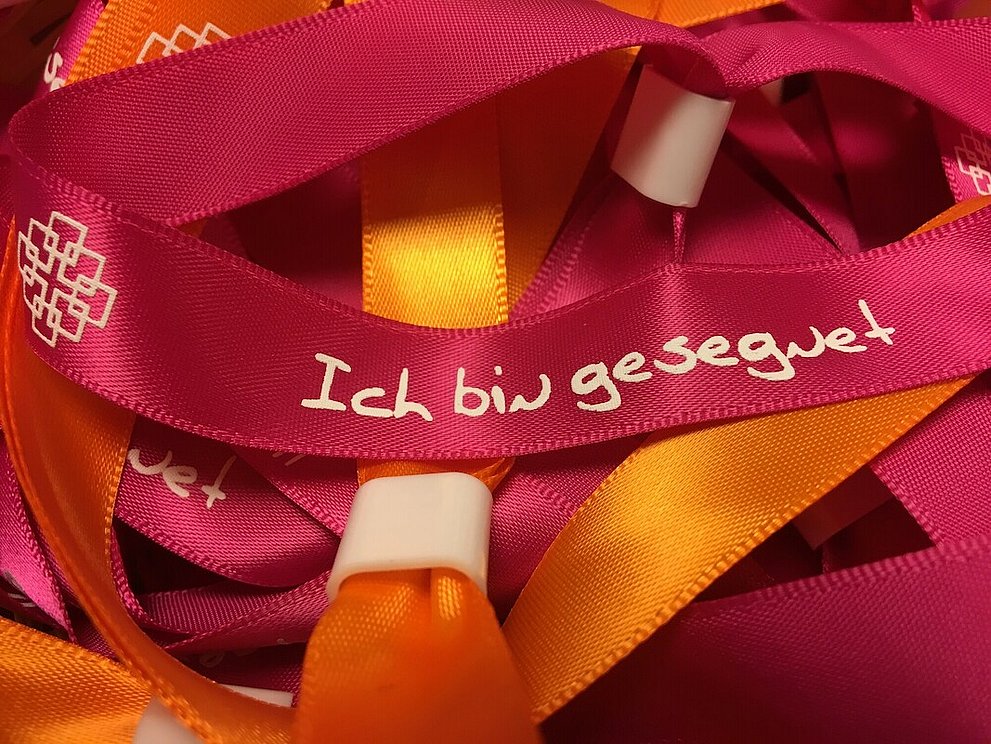 Ich bin gesegnet